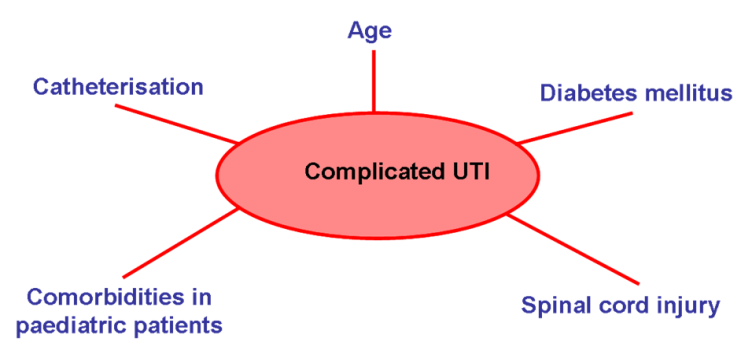 Age
Catheterisation
Diabetes mellitus
Complicated UTI
Comorbidities in
paediatric patients
Spinal cord injury